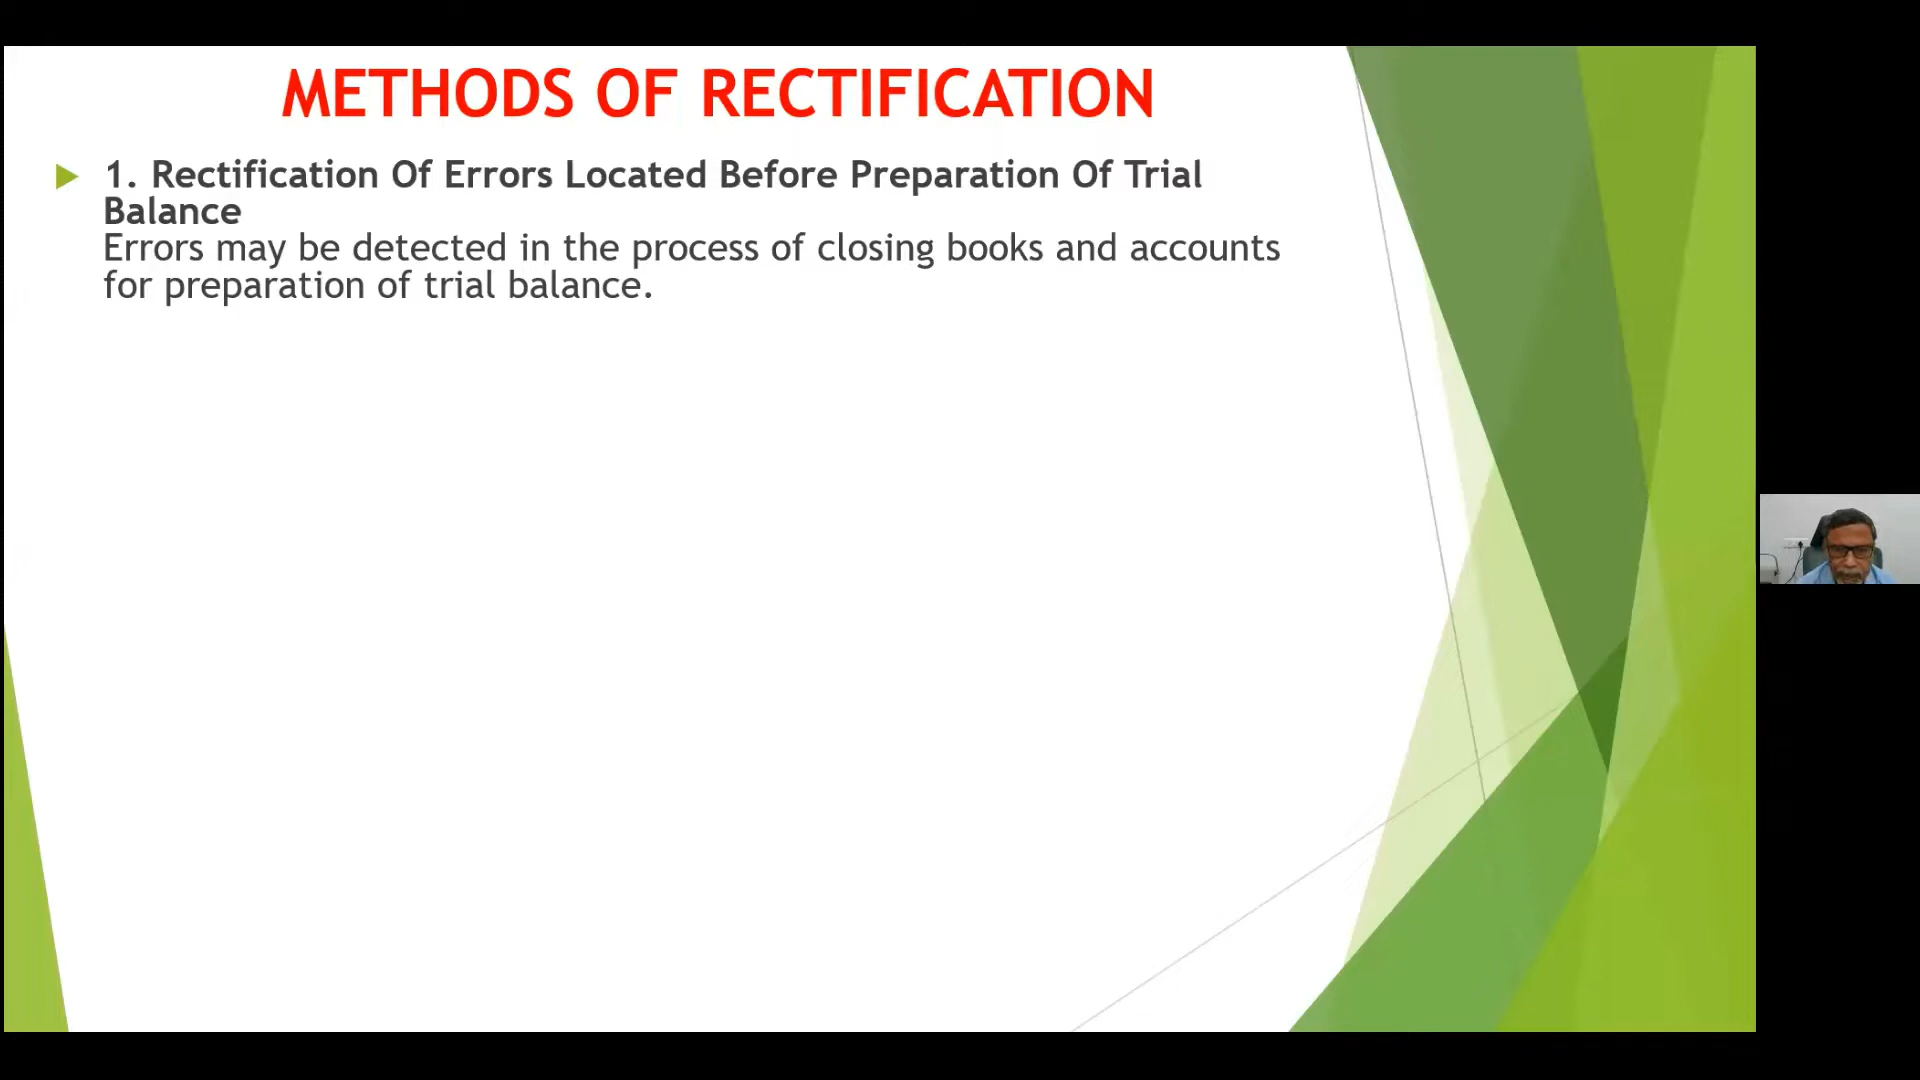 METHODS OF RECTIFICATION
1. Rectification Of Errors Located Before Preparation Of Trial
Balance
Errors may be detected in the process of closing books and accounts
for preparation of trial balance.